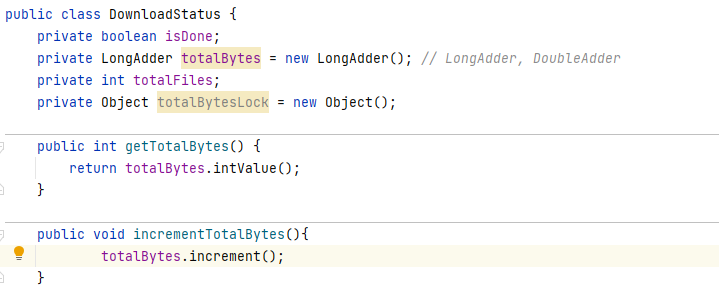 public class DownloadStatus {
    private boolean isDone;
    private LongAdder totalBytes = new LongAdder(); // LongAdder, DoubleAdder
    private int totalFiles;
    private Object totalBytesLock = new Object();
    public int getTotalBytes() {
        return totalBytes.intValue();
    }
    public void incrementTotalBytes(){
            totalBytes.increment();
    }